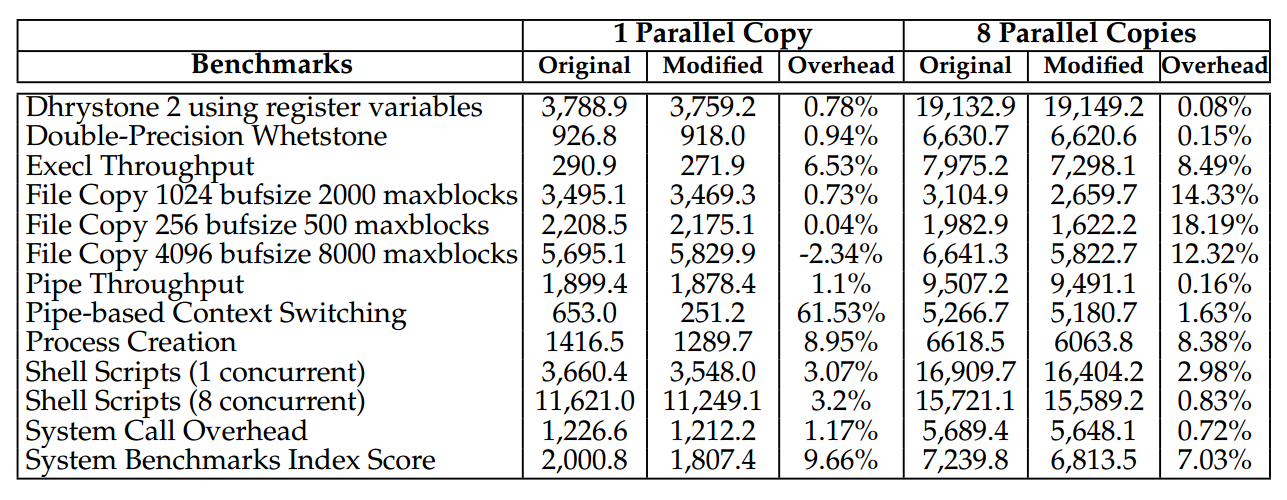 1 Parallel Copy 8 Parallel Copies
Benchmarks Original Modified Overhead Original Modified Overhead
Dhrystone 2 using register variables 3,788.9 3,759.2 0.78% 19,132.9 19,149.2 0.08%
Double-Precision Whetstone 926.8 918.0 0.94% 6,630.7 6,620.6 0.15%
Execl Throughput 290.9 271.9 6.53% 7,975.2 7,298.1 8.49%
File Copy 1024 bufsize 2000 maxblocks 3,495.1 3,469.3 0.73% 3,104.9 2,659.7 14.33%
File Copy 256 bufsize 500 maxblocks 2,208.5 2,175.1 0.04% 1,982.9 1,622.2 18.19%
File Copy 4096 bufsize 8000 maxblocks 5,695.1 5,829.9 -2.34% 6,641.3 5,822.7 12.32%
Pipe Throughput 1,899.4 1,878.4 1.1% 9,507.2 9,491.1 0.16%
Pipe-based Context Switching 653.0 251.2 61.53% 5,266.7 5,180.7 1.63%
Process Creation 1416.5 1289.7 8.95% 6618.5 6063.8 8.38%
Shell Scripts (1 concurrent) 3,660.4 3,548.0 3.07% 16,909.7 16,404.2 2.98%
Shell Scripts (8 concurrent) 11,621.0 11,249.1 3.2% 15,721.1 15,589.2 0.83%
System Call Overhead 1,226.6 1,212.2 1.17% 5,689.4 5,648.1 0.72%
System Benchmarks Index Score 2,000.8 1,807.4 9.66% 7,239.8 6,813.5 7.03%